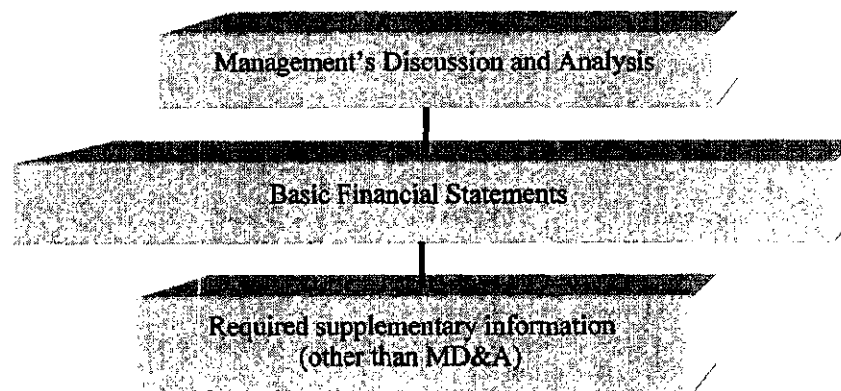 Management's Discussion and Analysis
Basic Financial Statements
Required supplementary information
(other than MD&A)